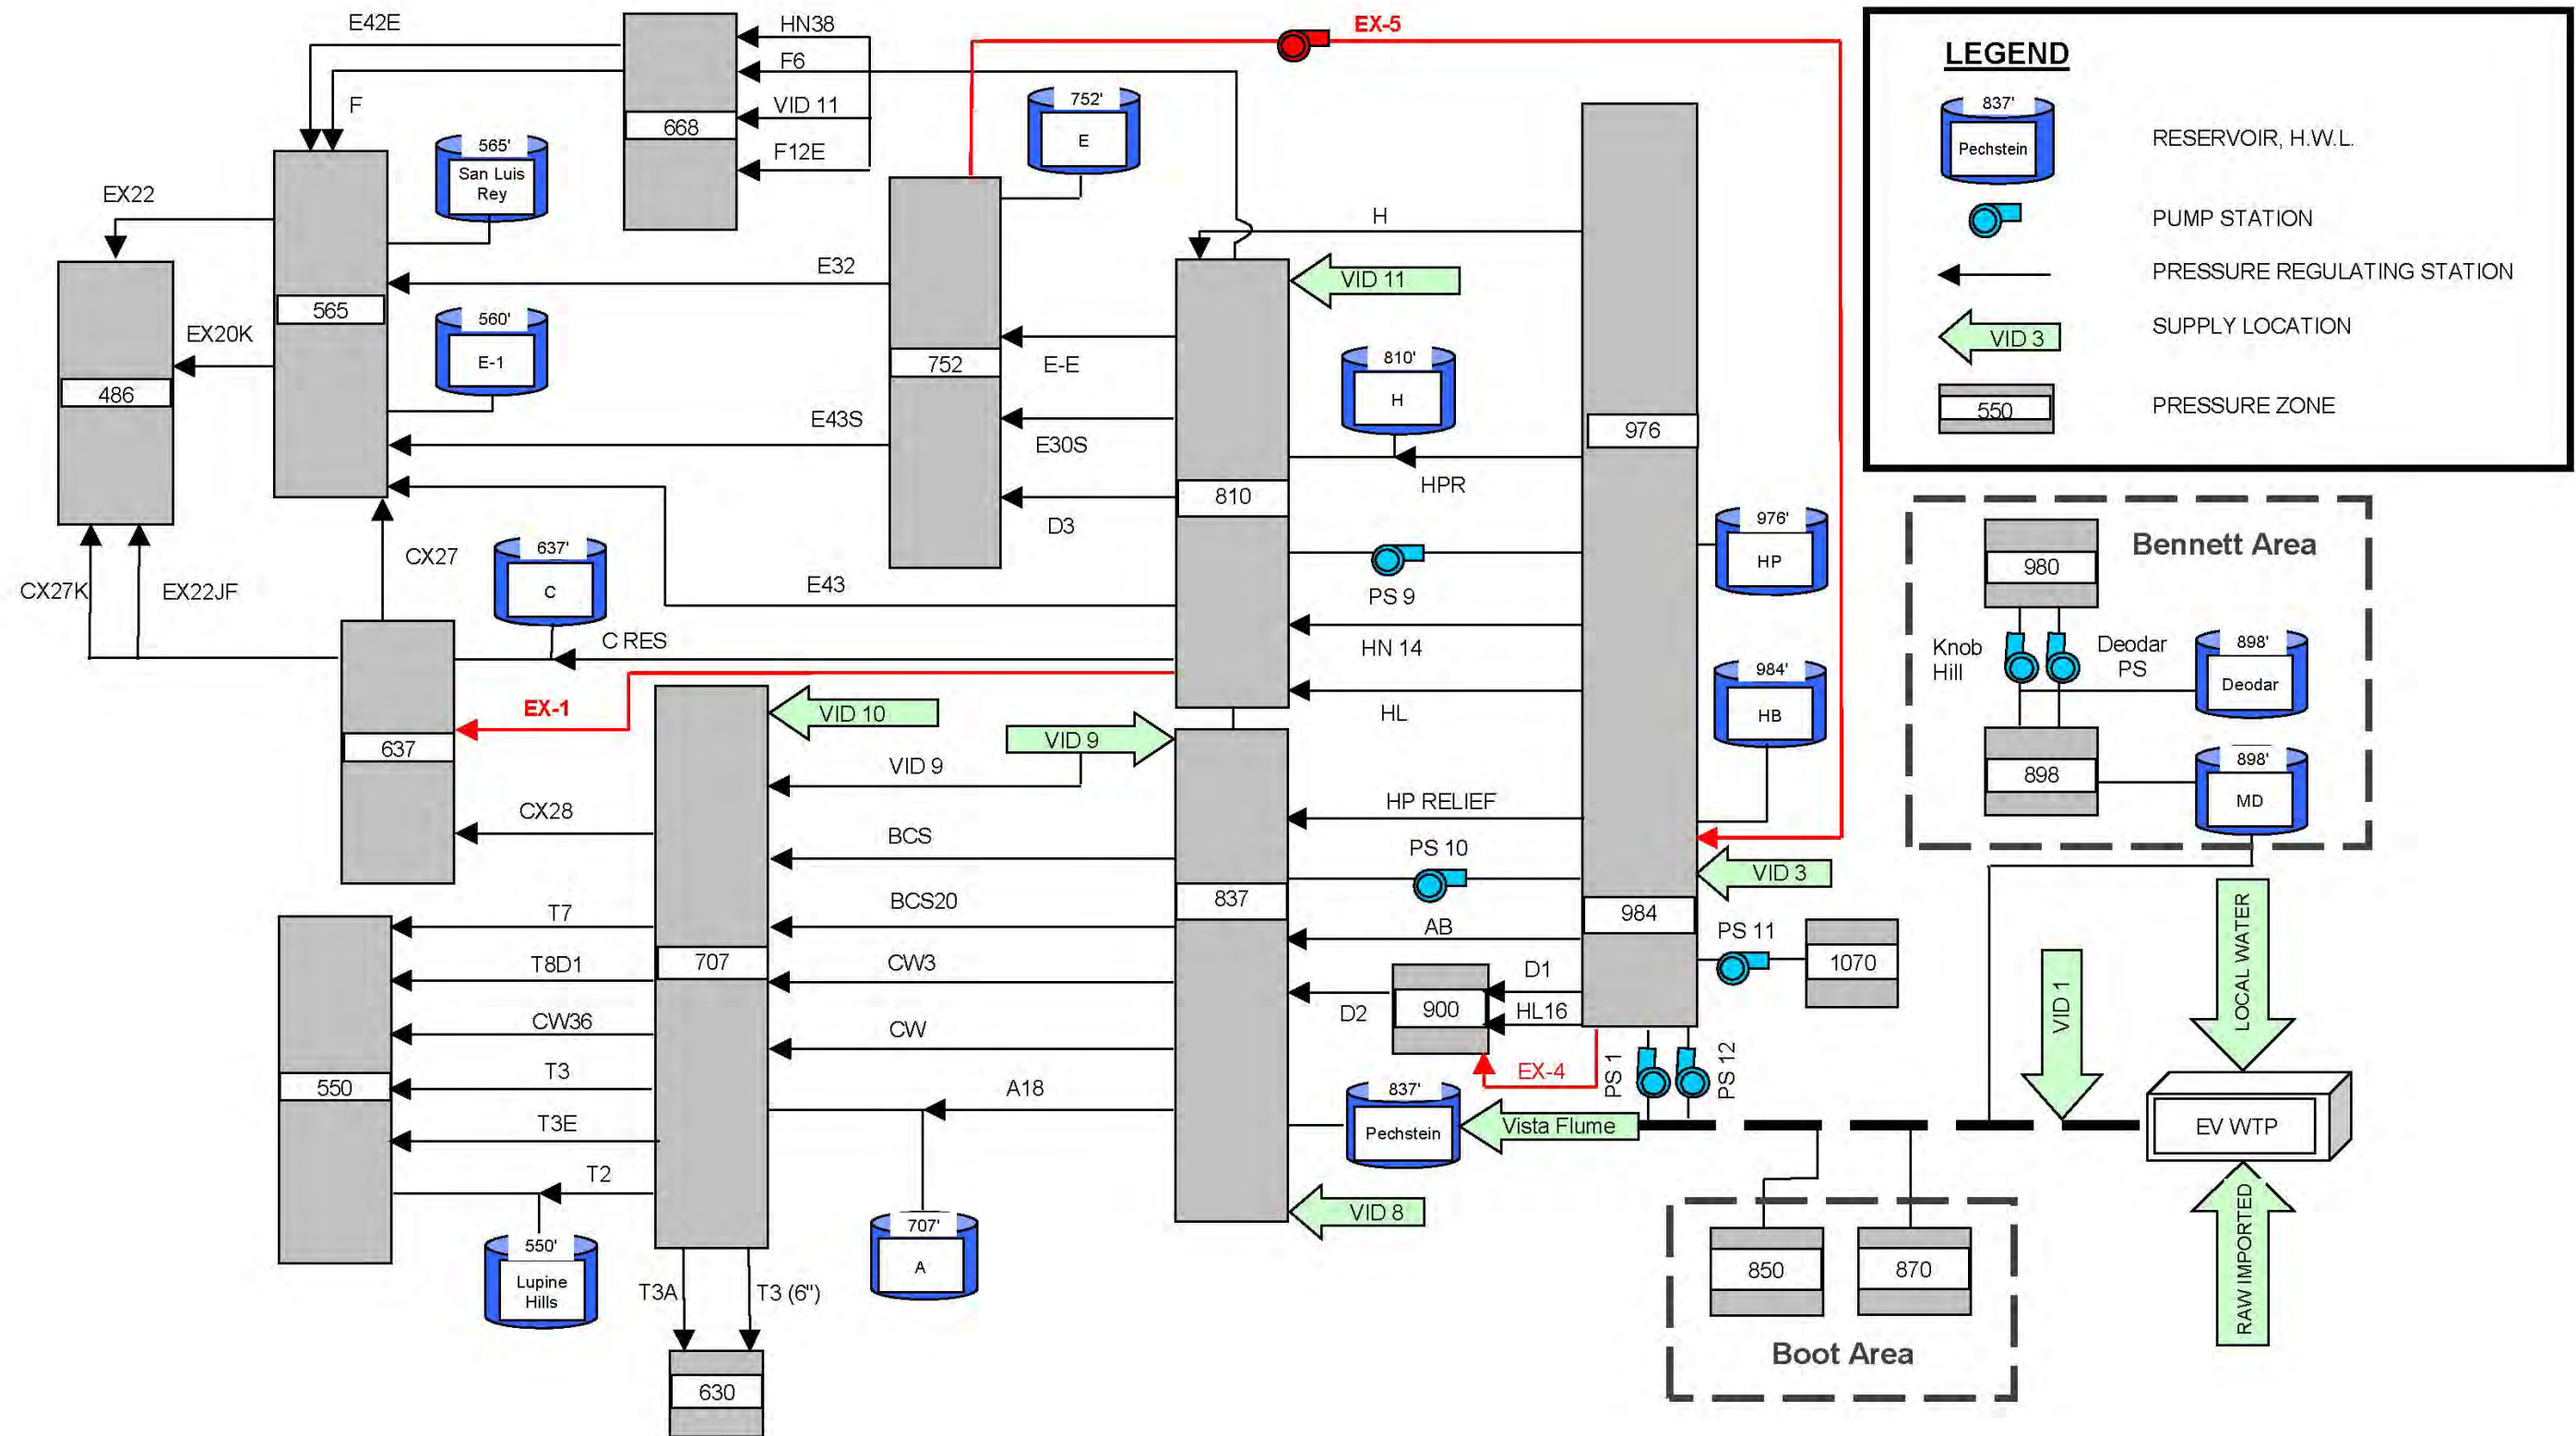 E42E
HN38
EX-5
F6
F
VID 11
668
F12E
752'
E
565'
San Luis
Rey
EX22
H
VID 11
E32
565
560'
E-1
EX20K
486
752
E-E
810'
H
E43S
E30S
976
HPR
810
D3
976'
HP
637'
C
CX27
CX27K
EX22JF
E43
PS 9
C RES
HN 14
984'
HB
EX-1
VID 10
HL
637
VID 9
VID 9
CX28
HP RELIEF
BCS
PS 10
VID 3
837
BCS20
984
T7
AB
PS 11
T8D1
707
CW3
D1
1070
CW36
900
HL16
D2
CW
T3
550
EX-4
PS 1
PS 12
A18
837'
Pechstein
Vista Flume
T3E
T2
VID 8
707'
A
550'
Lupine
Hills
T3A
T3 (6")
630
LEGEND
837'
Pechstein
RESERVOIR, H.W.L.
PUMP STATION
PRESSURE REGULATING STATION
VID 3
SUPPLY LOCATION
550
PRESSURE ZONE
Bennett Area
980
Knob
Hill
Deodar
PS
898'
Deodar
898
898'
MD
VID 1
LOCAL WATER
EV WTP
RAW IMPORTED
850
870
Boot Area